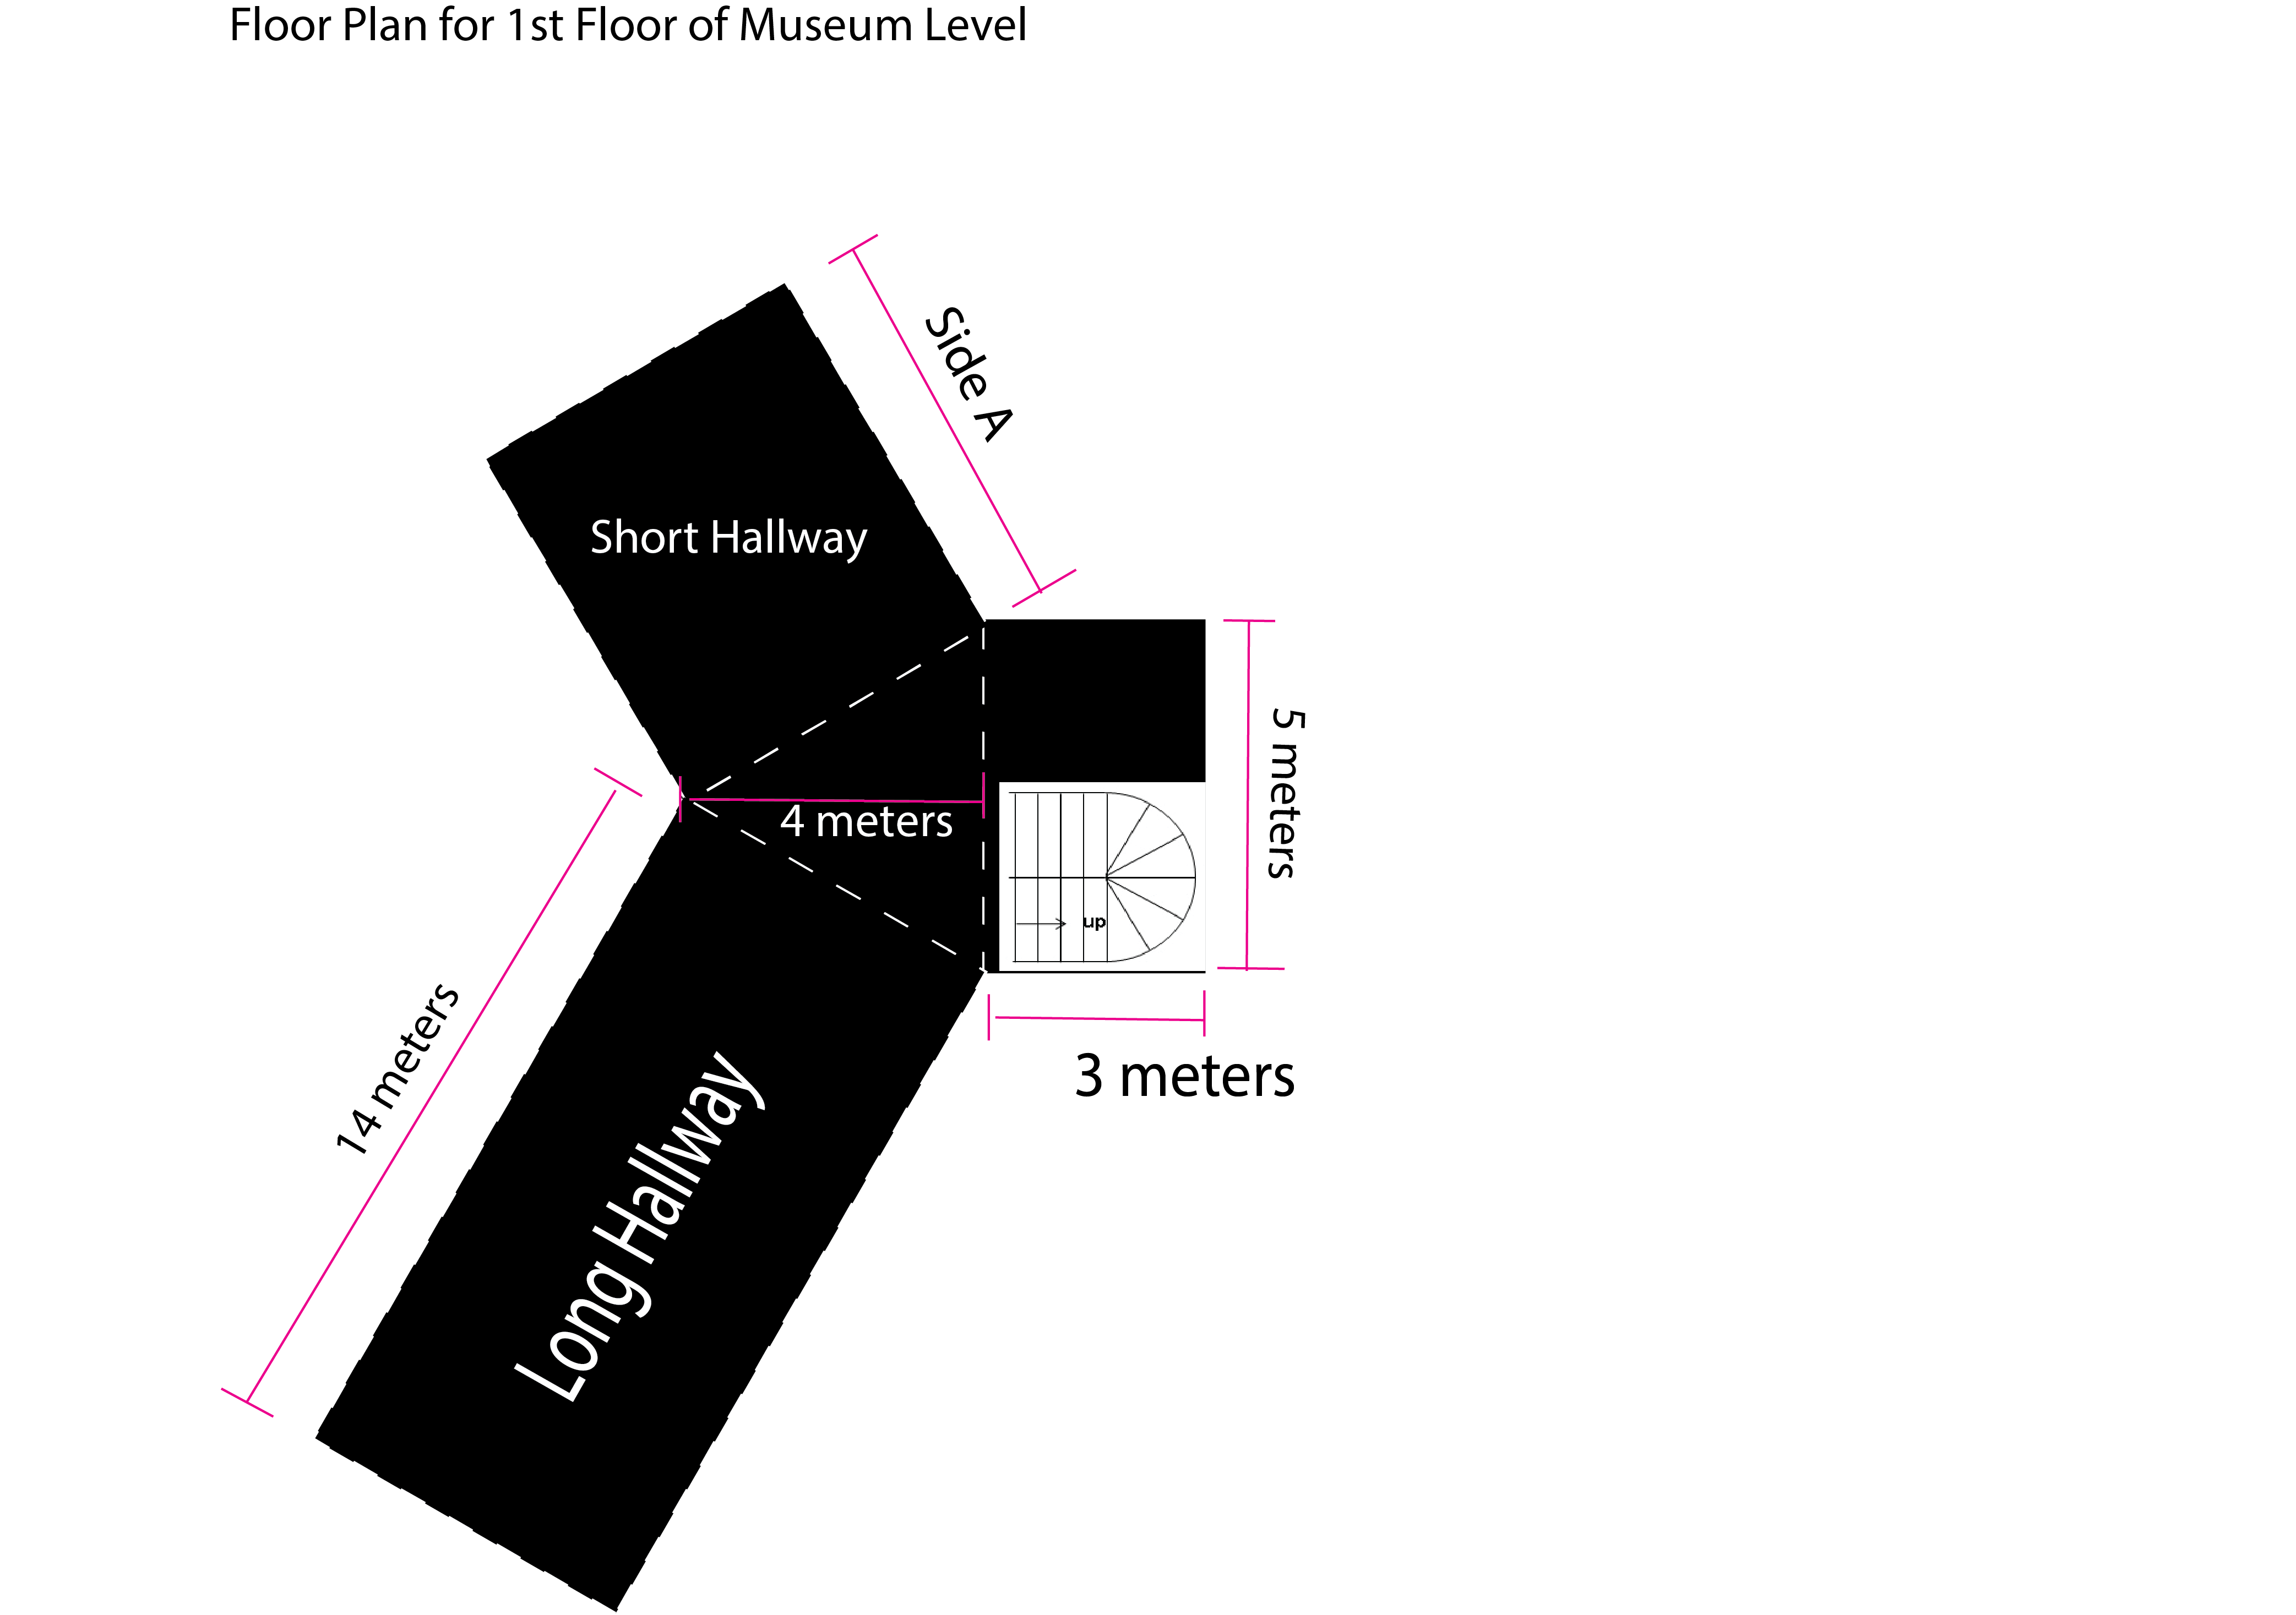 Floor Plan for 1st Floor of Museum Level
Side A
Short Hallway
5 meters
4 meters
up
14 meters
3 meters
Long Hallway